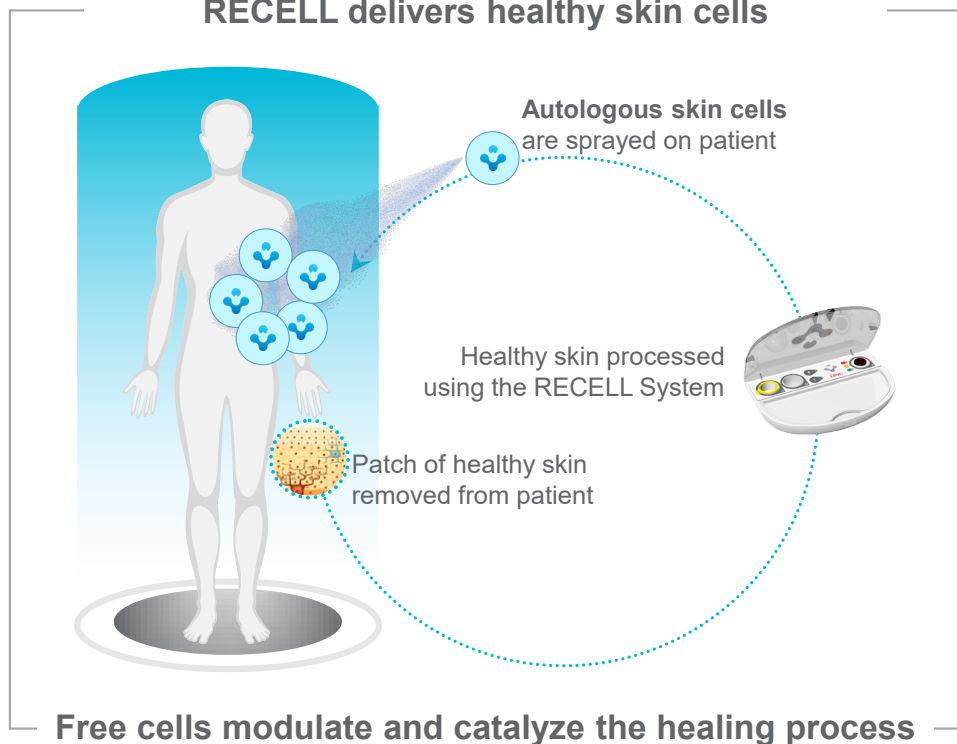 RECELL delivers healthy skin cells
Autologous skin cells
are sprayed on patient
Healthy skin processed
using the RECELL System
Patch of healthy skin
removed from patient
Free cells modulate and catalyze the healing process